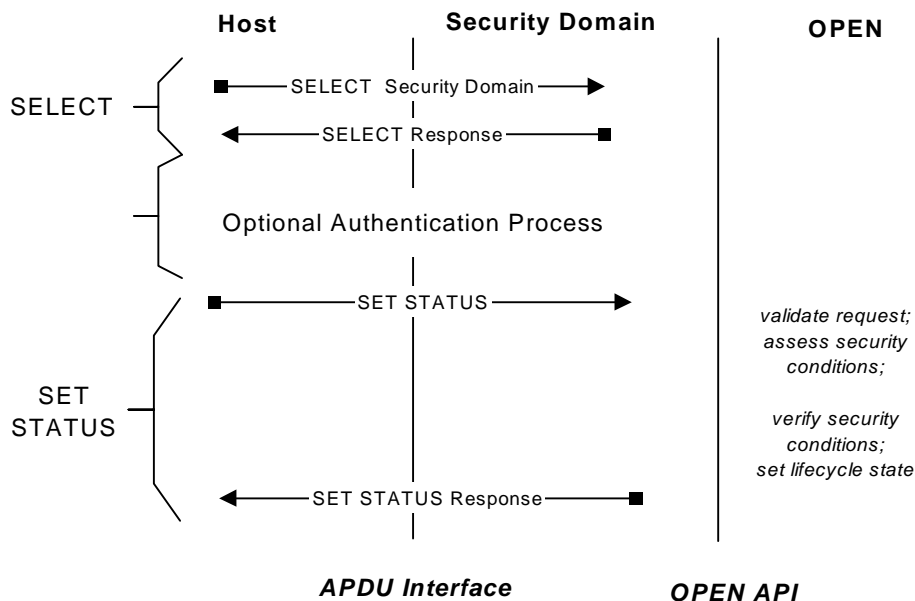 Host
Security Domain
OPEN
SELECT
SELECT Security Domain
SELECT Response
Optional Authentication Process
SET STATUS
validate request;
assess security
conditions;
SET
STATUS
verify security
conditions;
set lifecycle state
SET STATUS Response
APDU Interface
OPEN API